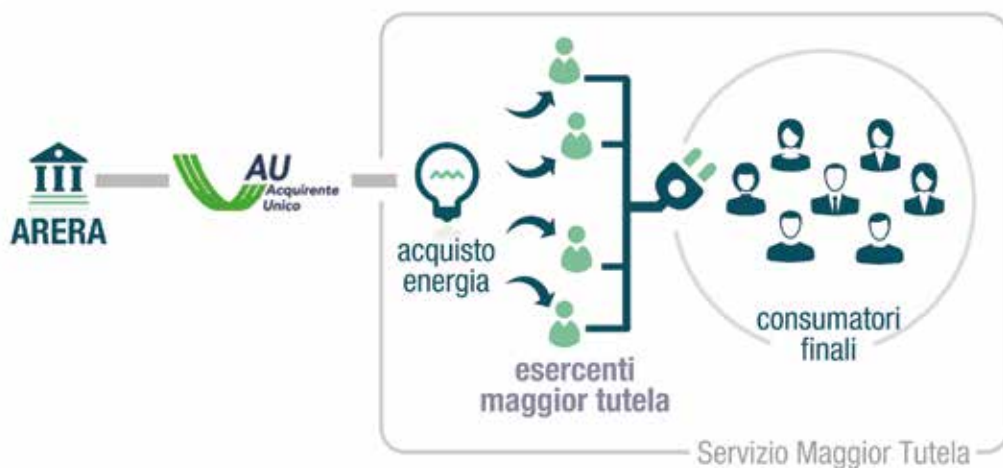 ARERA
AU
Acquirente
Unico
acquisto
energia
esercenti
maggior tutela
consumatori
finali
Servizio Maggior Tutela